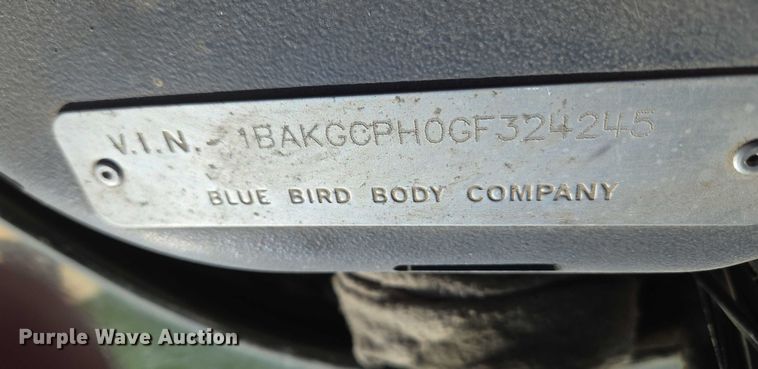 V.I.N. - 1BAKGCPH0GF324245
BLUE BIRD BODY COMPANY
Purple Wave Auction